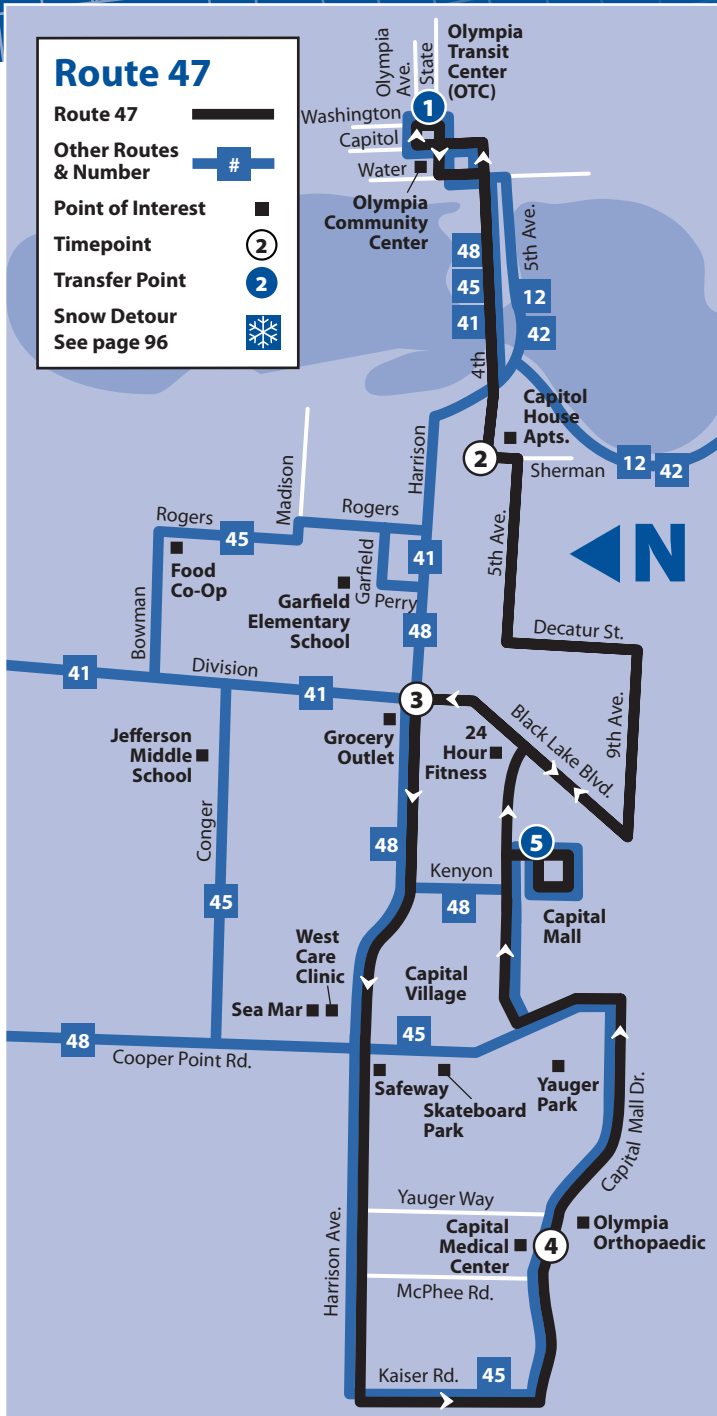 Route 47
Route 47
Other Routes
& Number
#
Point of Interest
Timepoint
2
Transfer Point
2
Snow Detour
See page 96
Olympia
Transit
Center
(OTC)
Olympia
Ave.
State
1
Washington
Capitol
Water
Olympia
Community
Center
5th Ave.
48
45
41
12
42
4th
Capitol
House
Apts.
2
Sherman
12
42
Harrison
Madison
Rogers
Rogers
45
Food
Co-Op
Garfield
41
Garfield
Elementary
School
Perry
48
5th Ave.
N
Bowman
Decatur St.
41
Division
41
3
9th Ave.
Black Lake Blvd.
Jefferson
Middle
School
Grocery
Outlet
24
Hour
Fitness
Conger
48
5
Kenyon
45
48
Capital
Mall
West
Care
Clinic
Capital
Village
Sea Mar
48
45
Cooper Point Rd.
Safeway
Skateboard
Park
Yauger
Park
Capital Mall Dr.
Yauger Way
Capital
Medical
Center
4
Olympia
Orthopaedic
McPhee Rd.
Harrison Ave.
Kaiser Rd.
45